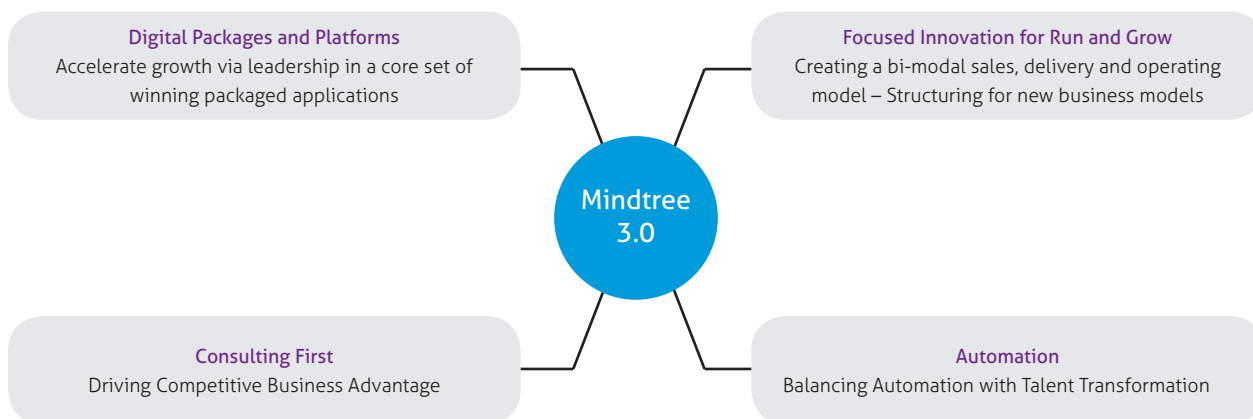 Digital Packages and Platforms
Accelerate growth via leadership in a core set of
winning packaged applications
Focused Innovation for Run and Grow
Creating a bi-modal sales, delivery and operating
model – Structuring for new business models
Mindtree
3.0
Consulting First
Driving Competitive Business Advantage
Automation
Balancing Automation with Talent Transformation